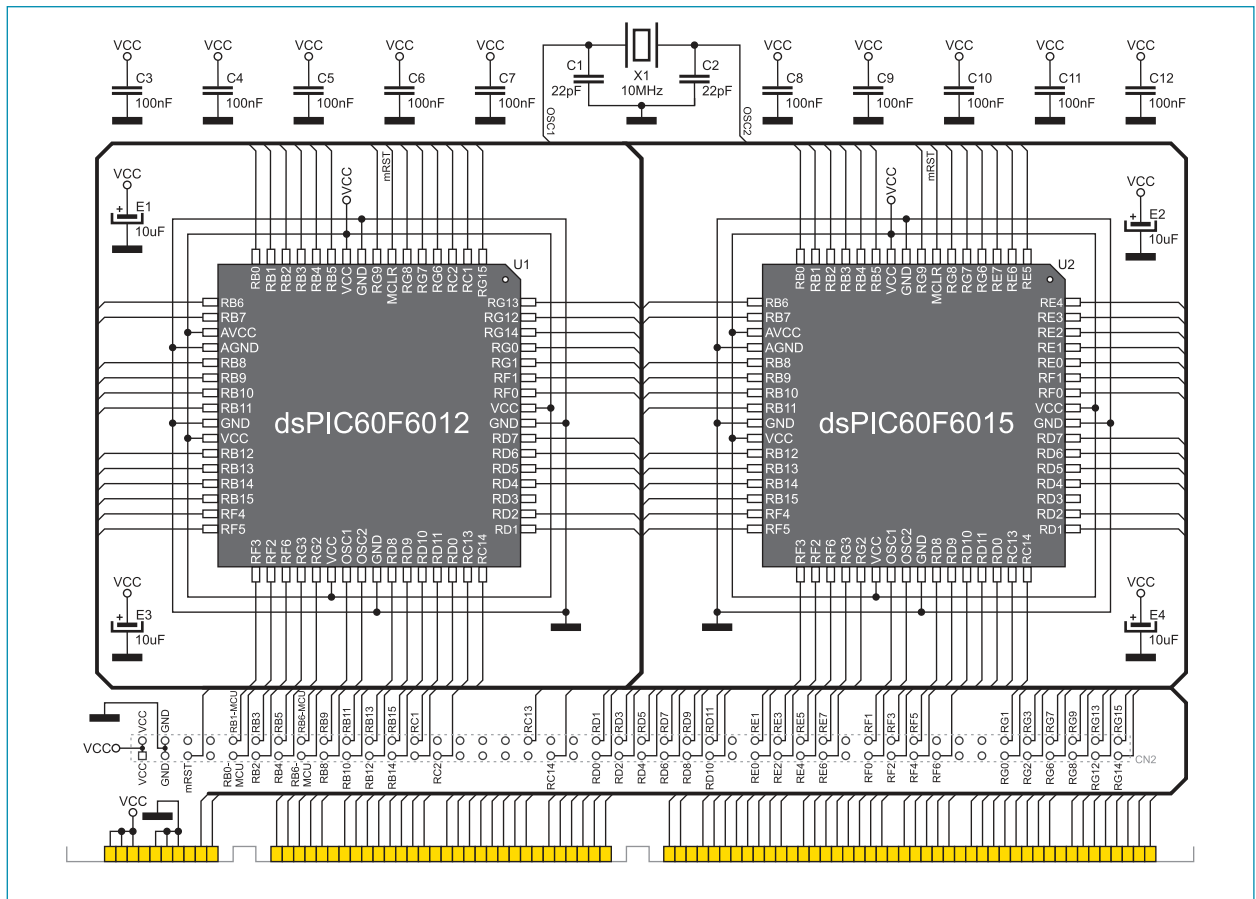 VCC VCC VCC VCC VCC VCC VCC VCC VCC VCC
C3 C4 C5 C6 C7 C1 C2 C8 C9 C10 C11 C12
X1
100nF 100nF 100nF 100nF 100nF 22pF 10MHz 22pF 100nF 100nF 100nF 100nF 100nF
OSC1 OSC2
mRST mRST
VCC VCC VCC VCC
E1 E2
10uF 10uF
U1 U2
RB0 RB1 RB2 RB3 RB4 RB5 VCC GND RG9 MCLR RG8 RG7 RG6 RC2 RC1 RG15
RB0 RB1 RB2 RB3 RB4 RB5 VCC GND RG9 MCLR RG8 RG7 RG6 RE7 RE6 RE5
RB6 RG13 RB6 RE4
RB7 RG12 RB7 RE3
AVCC RG14 AVCC RE2
AGND RG0 AGND RE1
RB8 RG1 RB8 RE0
RB9 RF1 RB9 RF1
RB10 RF0 RB10 RF0
RB11 VCC RB11 VCC
GND GND GND GND
VCC RD7 VCC RD7
RB12 RD6 RB12 RD6
RB13 RD5 RB13 RD5
RB14 RD4 RB14 RD4
RB15 RD3 RB15 RD3
RF4 RD2 RF4 RD2
RF5 RD1 RF5 RD1
dsPIC60F6012 dsPIC60F6015
RF3 RF2 RF6 RG3 RG2 VCC OSC1 OSC2 GND RD8 RD9 RD10 RD11 RD0 RC13 RC14
RF3 RF2 RF6 RG3 RG2 VCC OSC1 OSC2 GND RD8 RD9 RD10 RD11 RD0 RC13 RC14
VCC VCC
E3 E4
10uF 10uF
VCC GND RB1-MCU RB3 RB5 RB6-MCU RB9 RB11 RB13 RB15 RC1 RC13 RD1 RD3 RD5 RD7 RD9 RD11 RE1 RE3 RE5 RE7 RF1 RF3 RF5 RG1 RG3 RG7 RG9 RG13 RG15
VCC
VCC GND mRST RB0-MCU RB2 RB4 RB6-MCU RB8 RB10 RB12 RB14 RC2 RC14 RD0 RD2 RD4 RD6 RD8 RD10 RE0 RE2 RE4 RE6 RF0 RF2 RF4 RF6 RG0 RG2 RG6 RG8 RG12 RG14
CN2
VCC